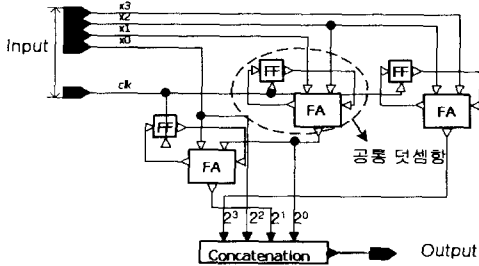 x3
x2
x1
x0
Input
clk
FF
FF
FF
FA
FA
FA
공통 덧셈항
2³ 2² 2¹ 2⁰
Concatenation
Output